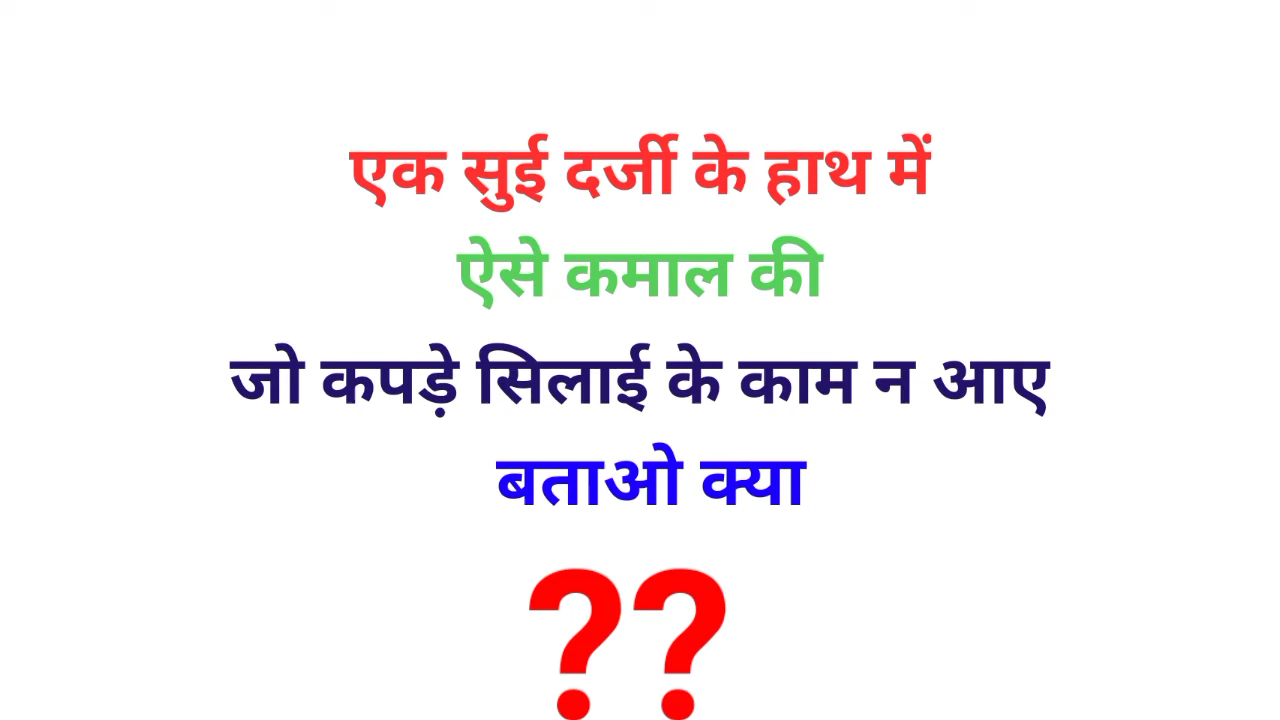 एक सुई दर्जी के हाथ में
ऐसे कमाल की
जो कपड़े सिलाई के काम न आए
बताओ क्या
??